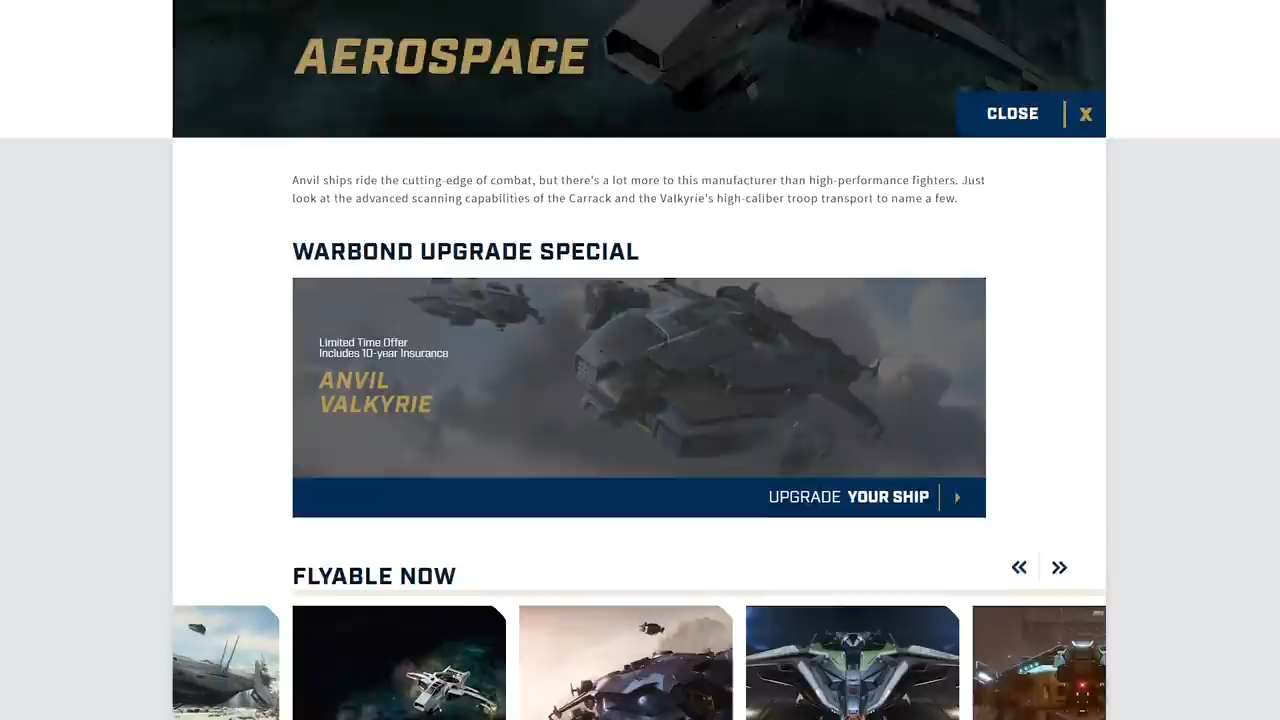 AEROSPACE
CLOSE X
Anvil ships ride the cutting-edge of combat, but there's a lot more to this manufacturer than high-performance fighters. Just
look at the advanced scanning capabilities of the Carrack and the Valkyrie's high-caliber troop transport to name a few.
WARBOND UPGRADE SPECIAL
Limited Time Offer
Includes 10-year Insurance
ANVIL
VALKYRIE
UPGRADE YOUR SHIP
FLYABLE NOW